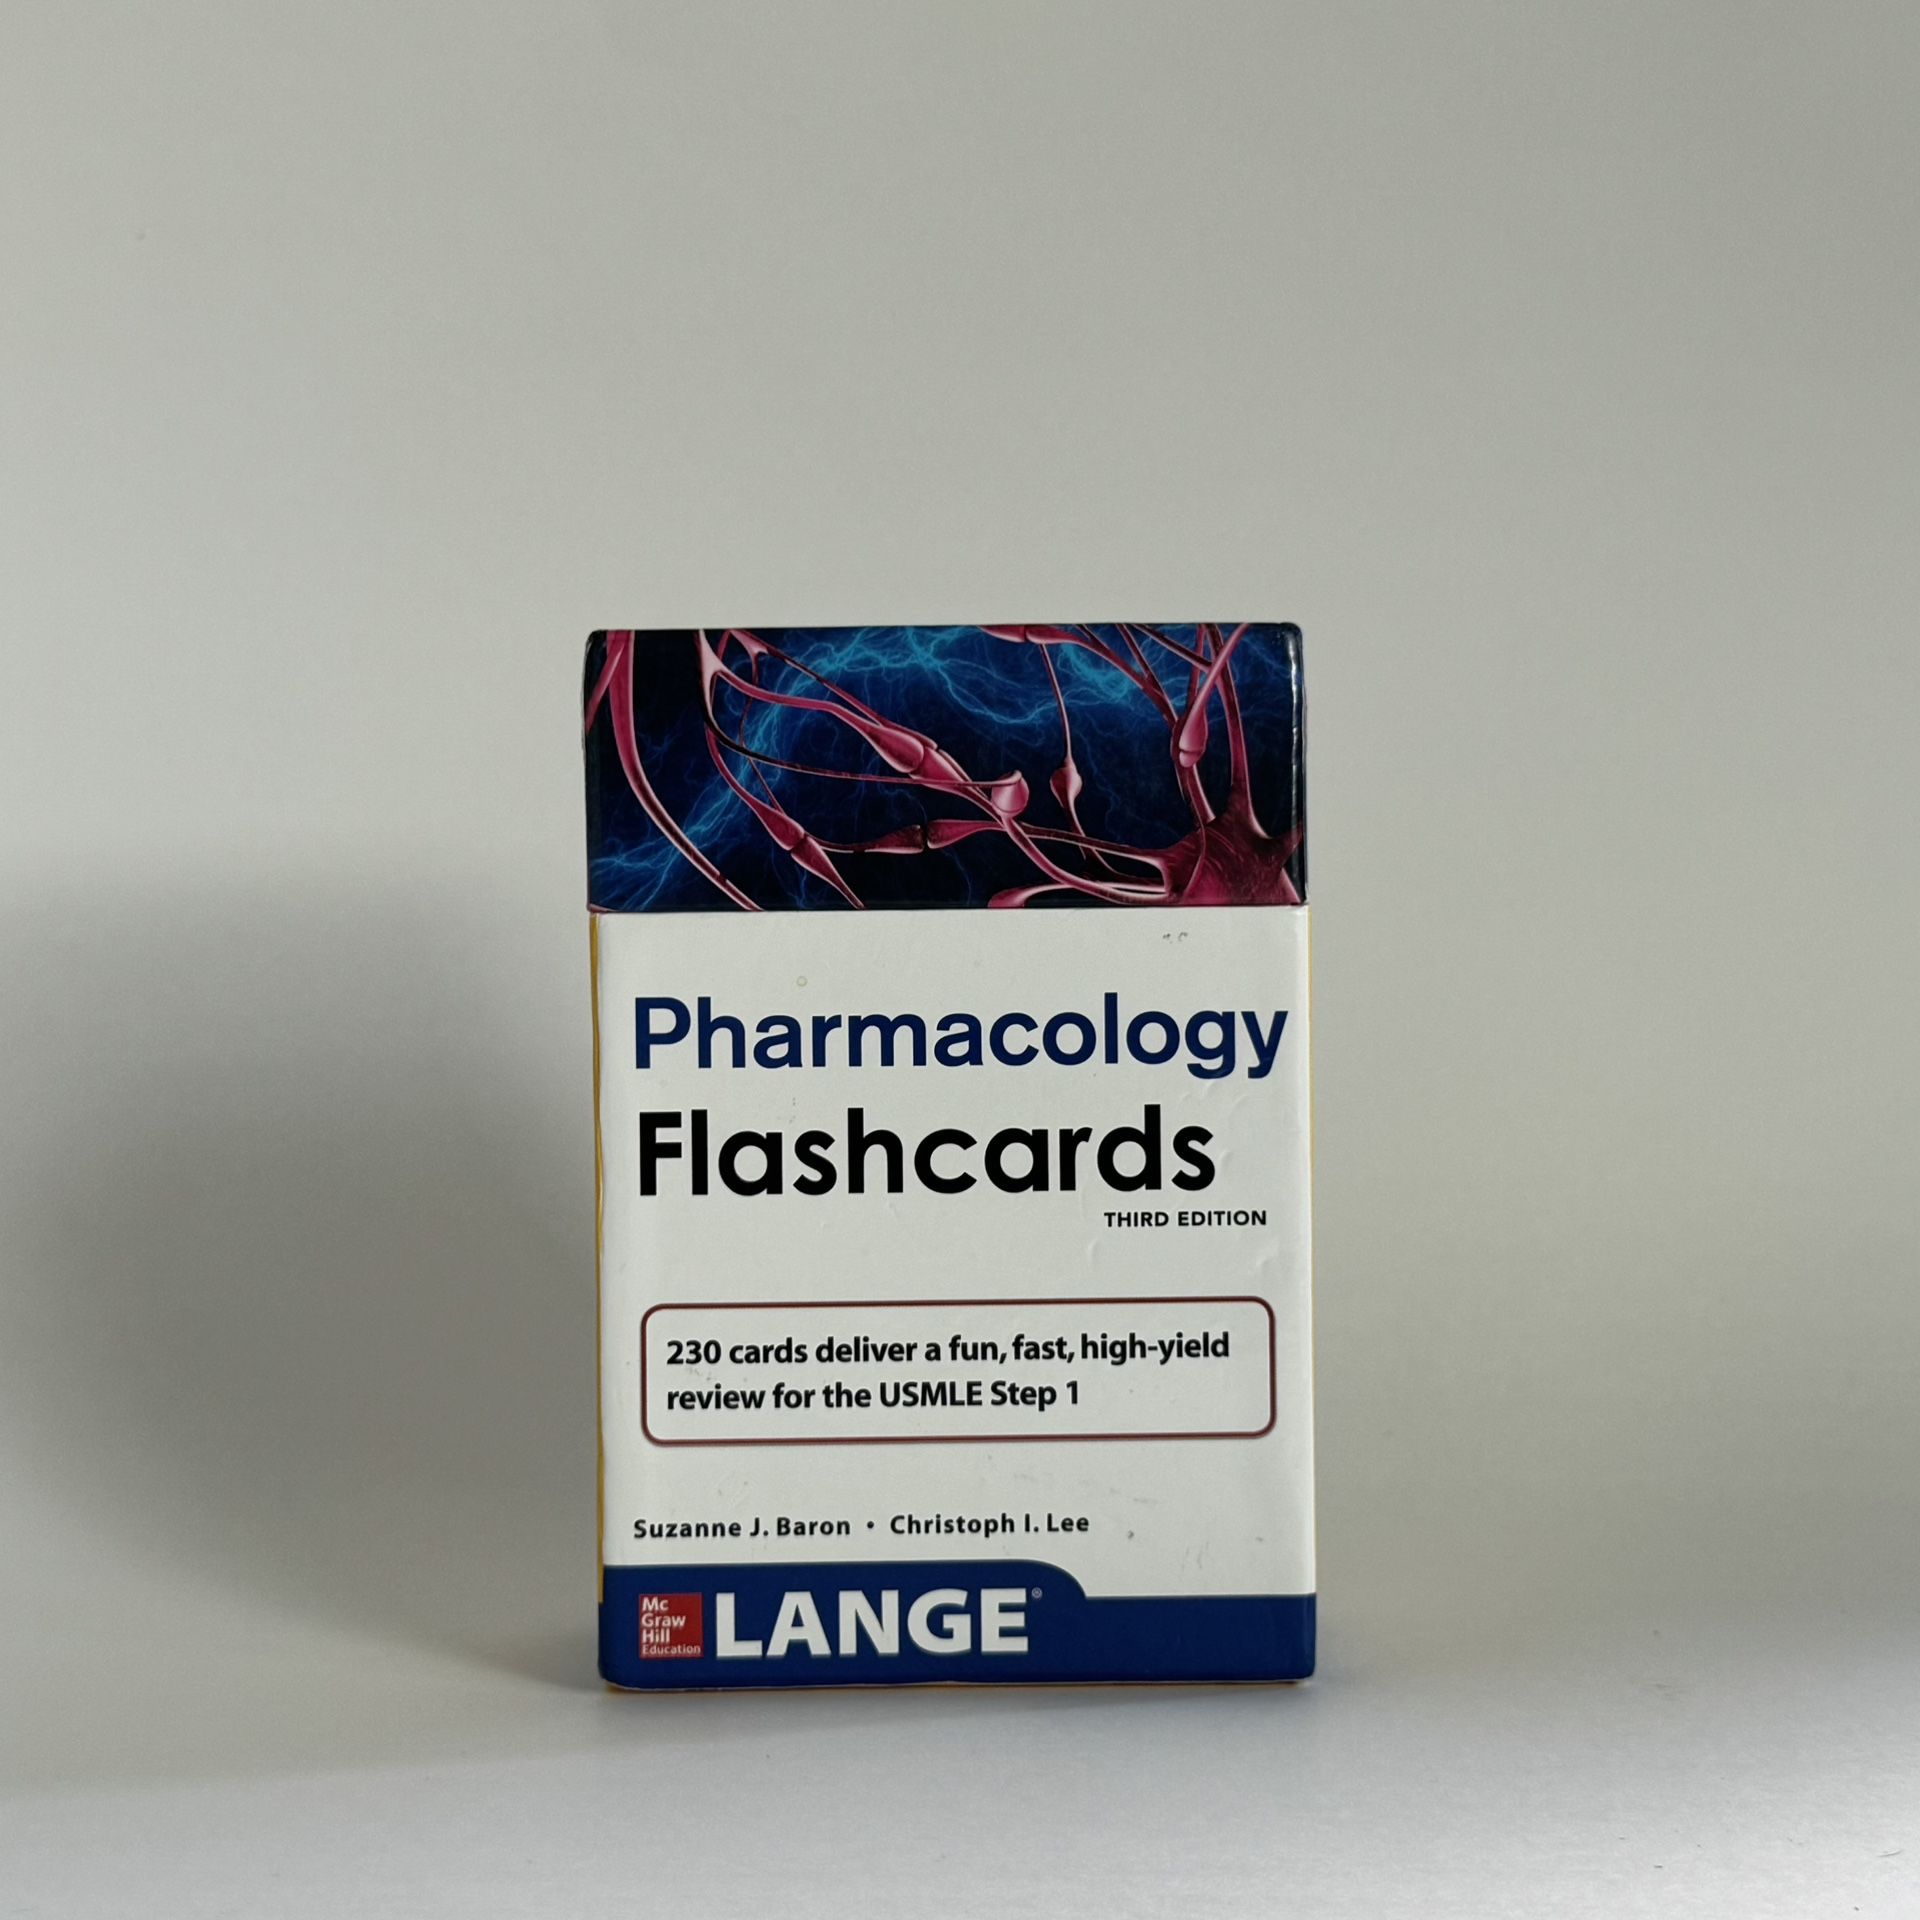 Pharmacology
Flashcards
THIRD EDITION
230 cards deliver a fun, fast, high-yield
review for the USMLE Step 1
Suzanne J. Baron • Christoph I. Lee
Mc
Graw
Hill
Education
LANGE®